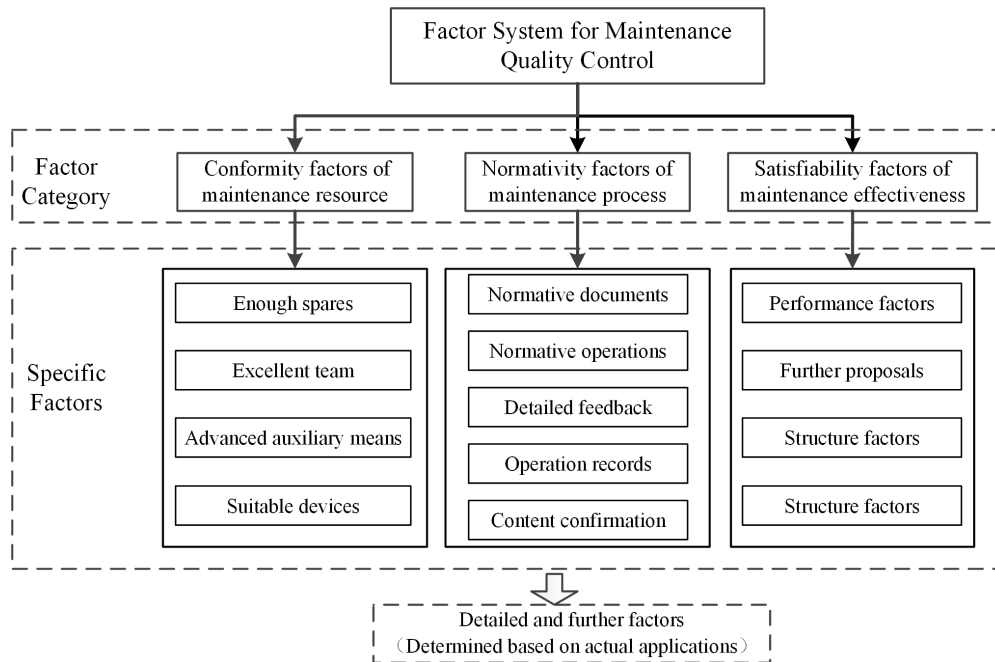 Factor System for Maintenance
Quality Control
Factor
Category
Conformity factors of
maintenance resource
Normativity factors of
maintenance process
Satisfiability factors of
maintenance effectiveness
Specific
Factors
Enough spares
Excellent team
Advanced auxiliary means
Suitable devices
Normative documents
Normative operations
Detailed feedback
Operation records
Content confirmation
Performance factors
Further proposals
Structure factors
Structure factors
Detailed and further factors
（Determined based on actual applications）